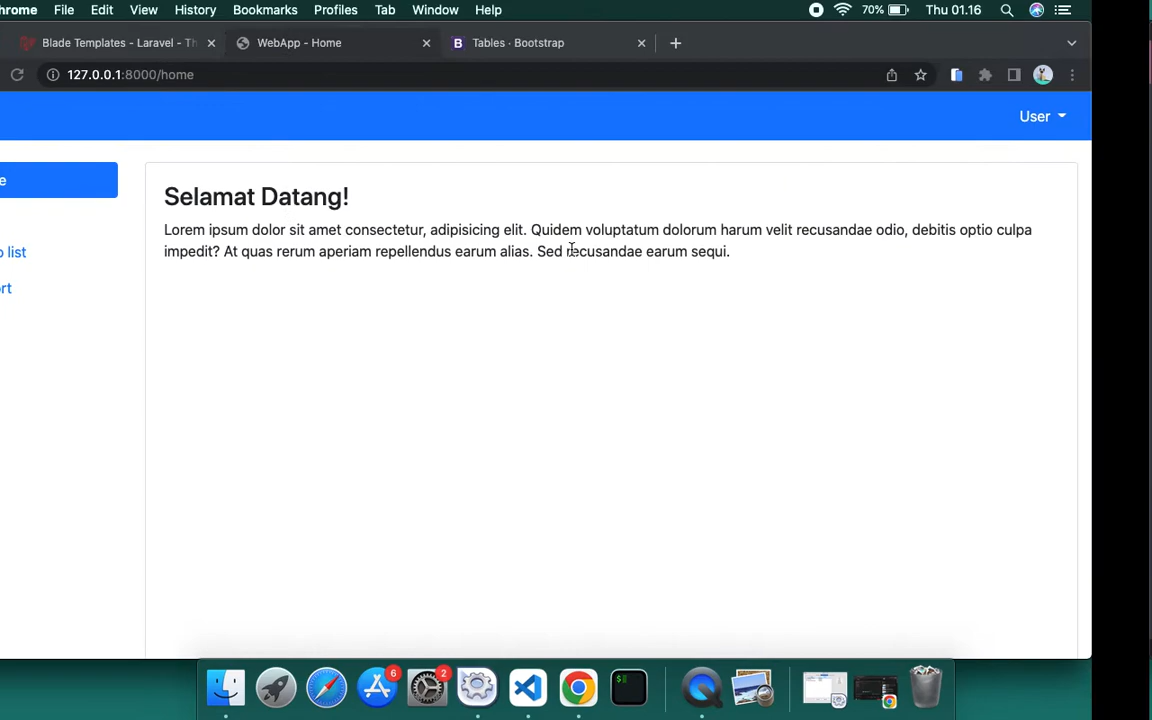 hrome File Edit View History Bookmarks Profiles Tab Window Help 70% Thu 01.16
Blade Templates - Laravel - Th WebApp - Home B Tables · Bootstrap
127.0.0.1:8000/home
User
e
Selamat Datang!
Lorem ipsum dolor sit amet consectetur, adipisicing elit. Quidem voluptatum dolorum harum velit recusandae odio, debitis optio culpa
impedit? At quas rerum aperiam repellendus earum alias. Sed recusandae earum sequi.
o list
rt
6 2
$